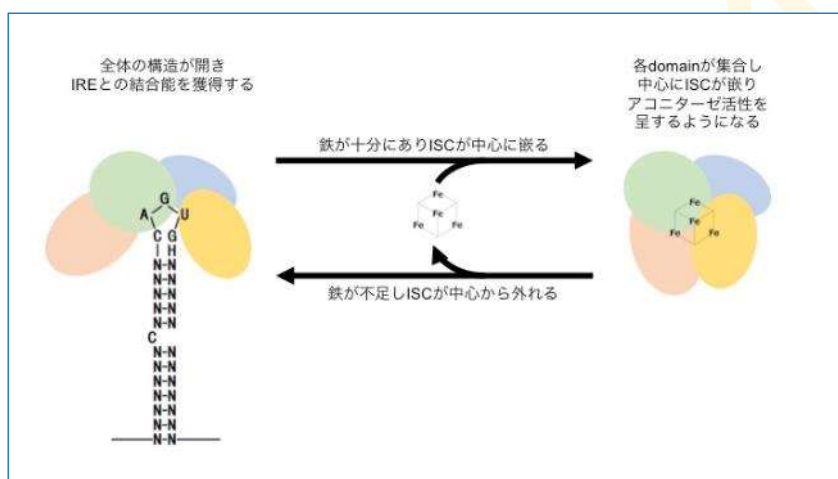 全体の構造が開き
IREとの結合能を獲得する
各domainが集合し
中心にISCが嵌り
アコニターゼ活性を
呈するようになる
鉄が十分にありISCが中心に嵌る
G
A U
C G
H
N-N
N-N
N-N
N-N
N-N
C
N-N
N-N
N-N
N-N
N-N
N-N
N-N
Fe
Fe
Fe Fe
鉄が不足しISCが中心から外れる
Fe
Fe
Fe Fe